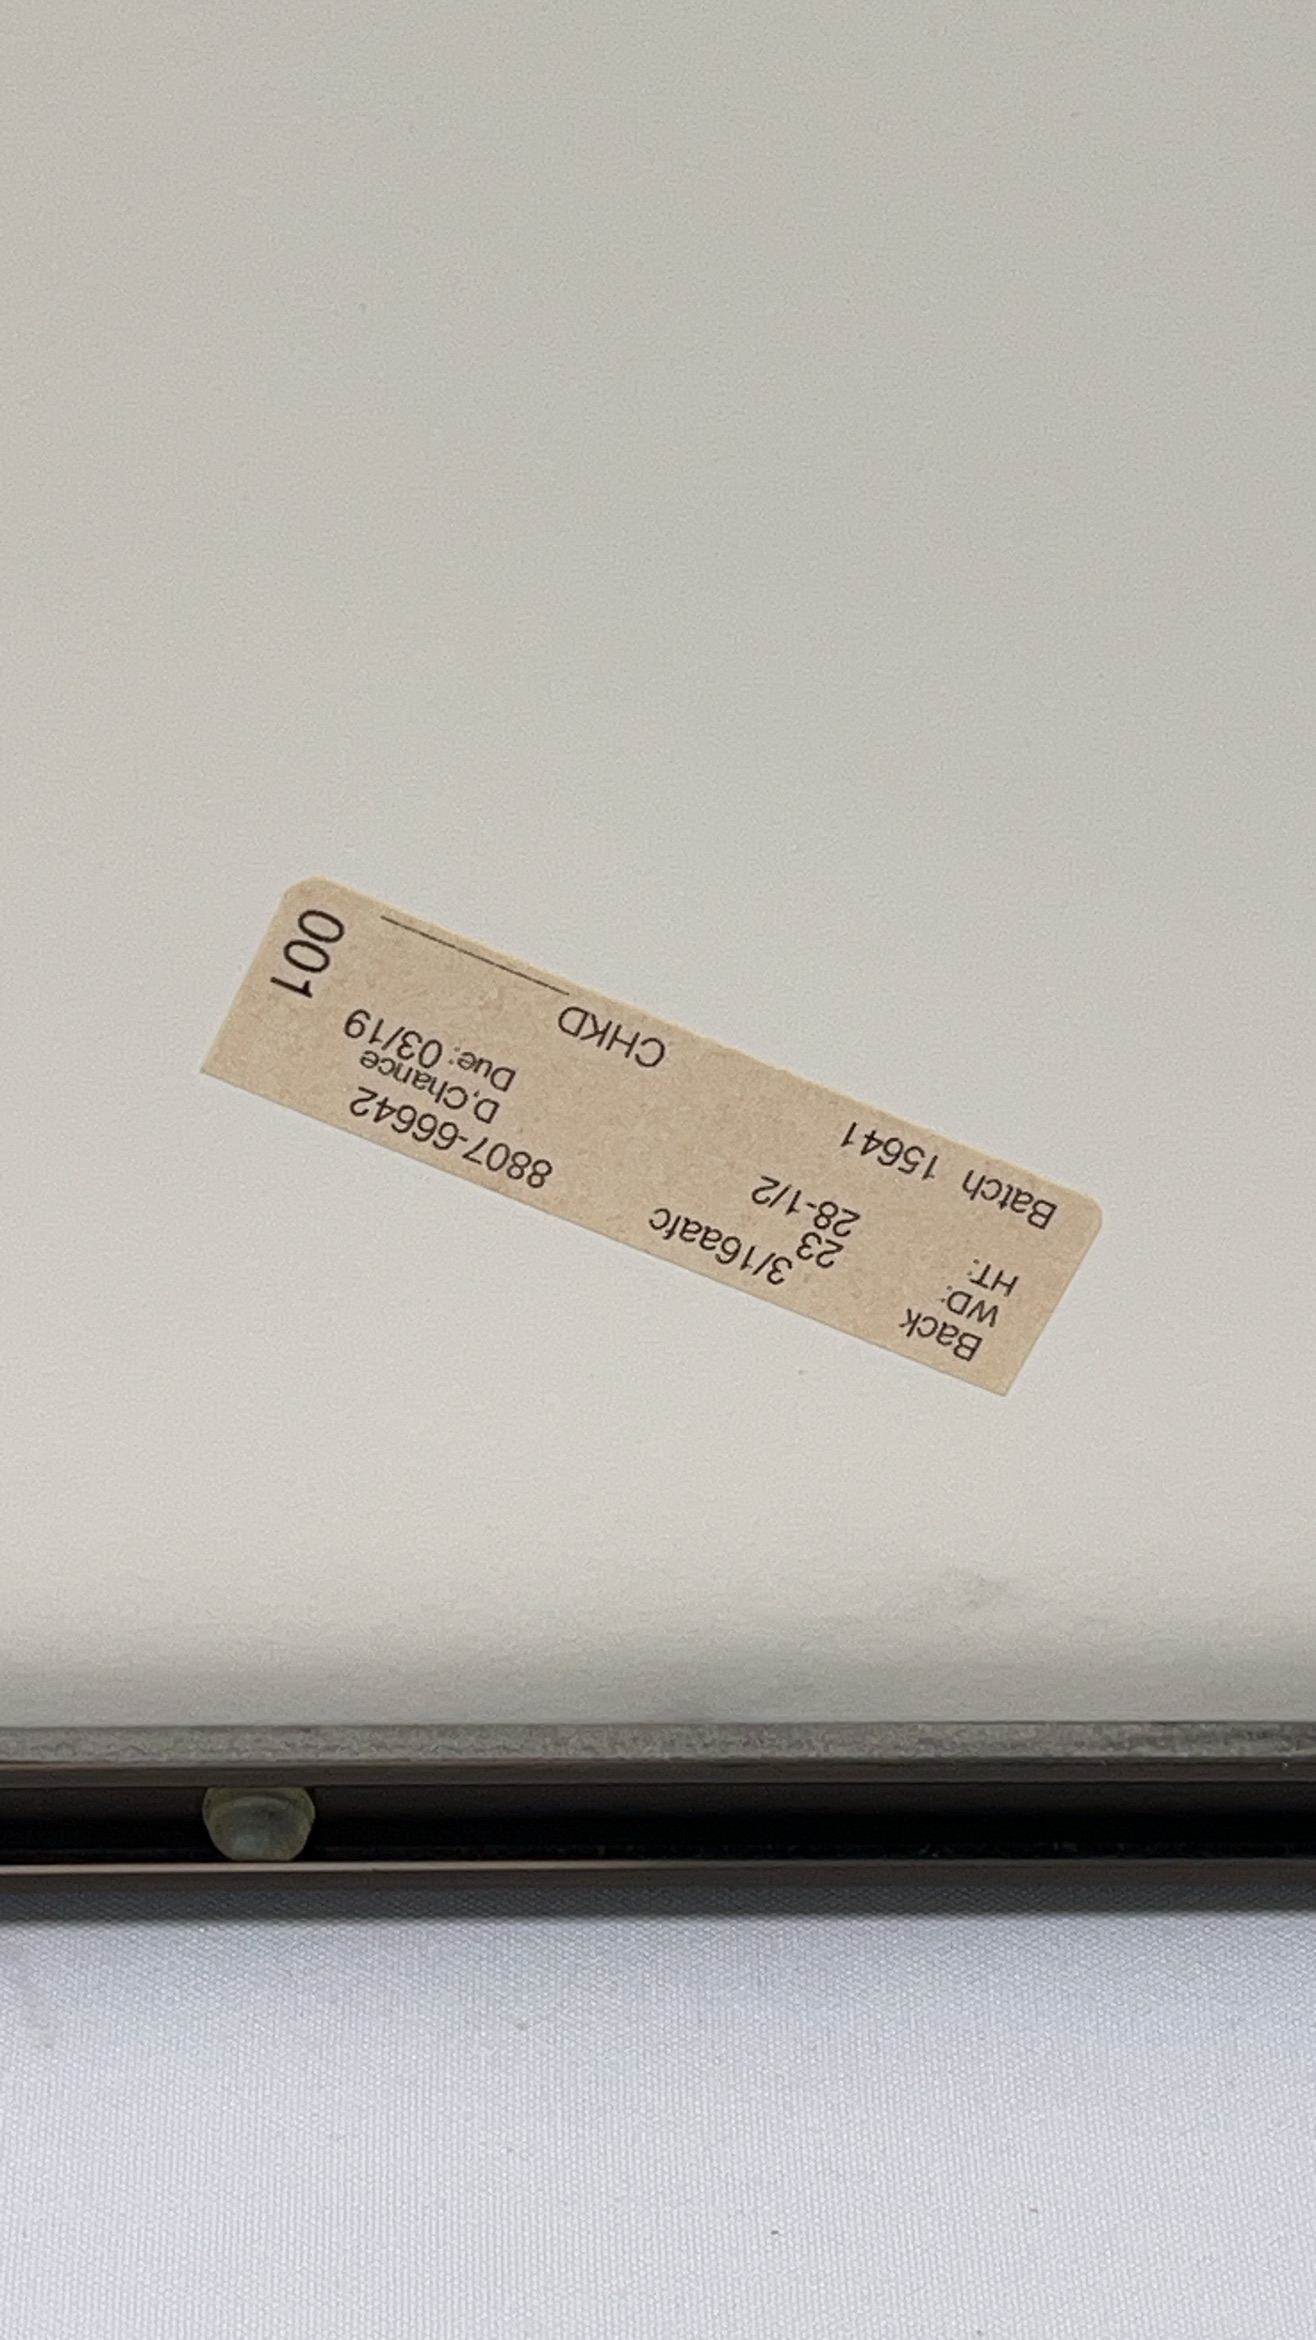 Back 3/16aafc 8807-66642
WD: 23 D.Chance
HT: 28-1/2 Due: 03/19
Batch 15641 CHKD
001